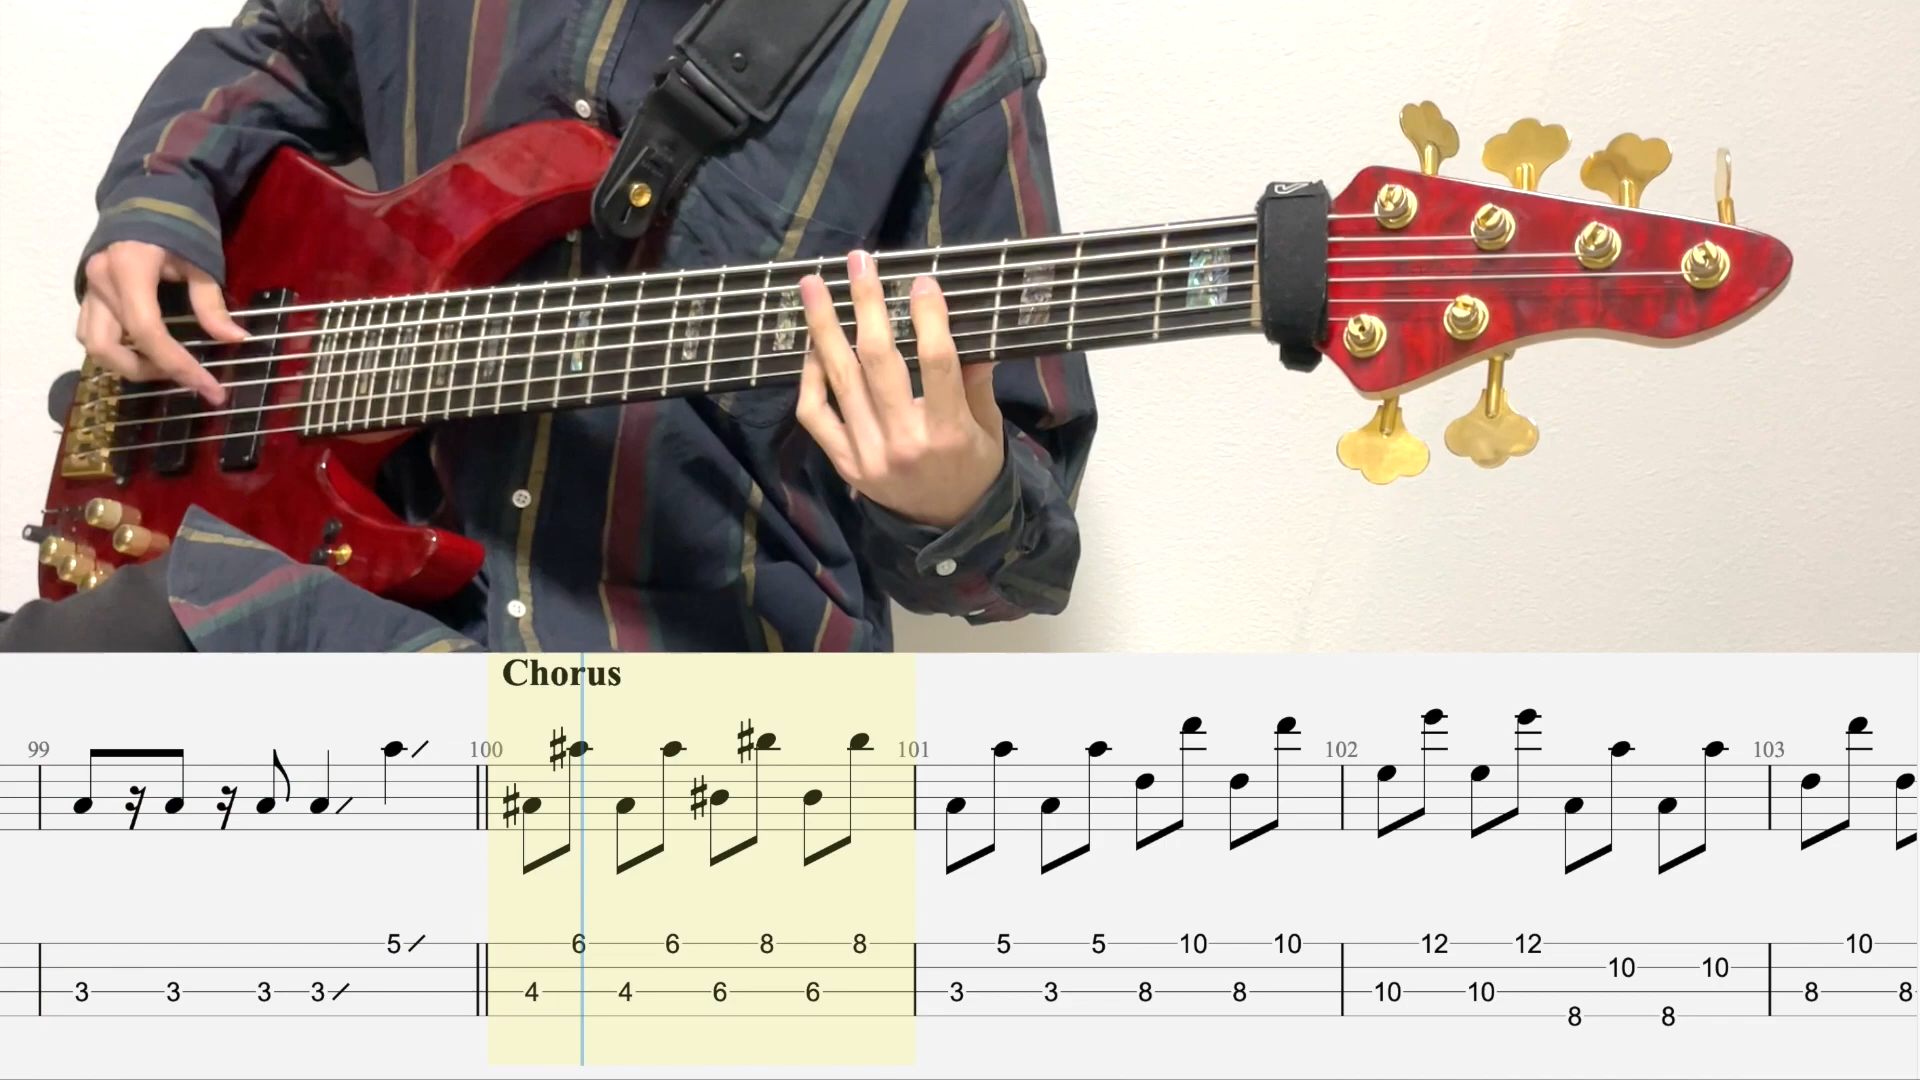 Chorus
99 100 101 102 103
5 6 6 8 8 5 5 10 10 12 12 10
10 10
3 3 3 3 4 4 6 6 3 3 8 8 10 10 8 8
8 8